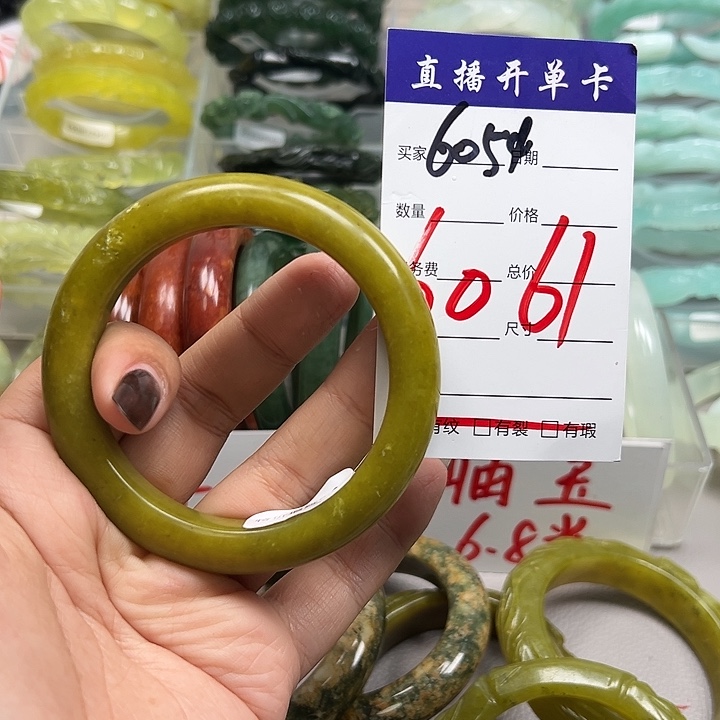 直播开单卡
买家 6054 日期
数量 价格
务费 总价
6061
尺寸
有纹 有裂 有瑕
玉
6.8